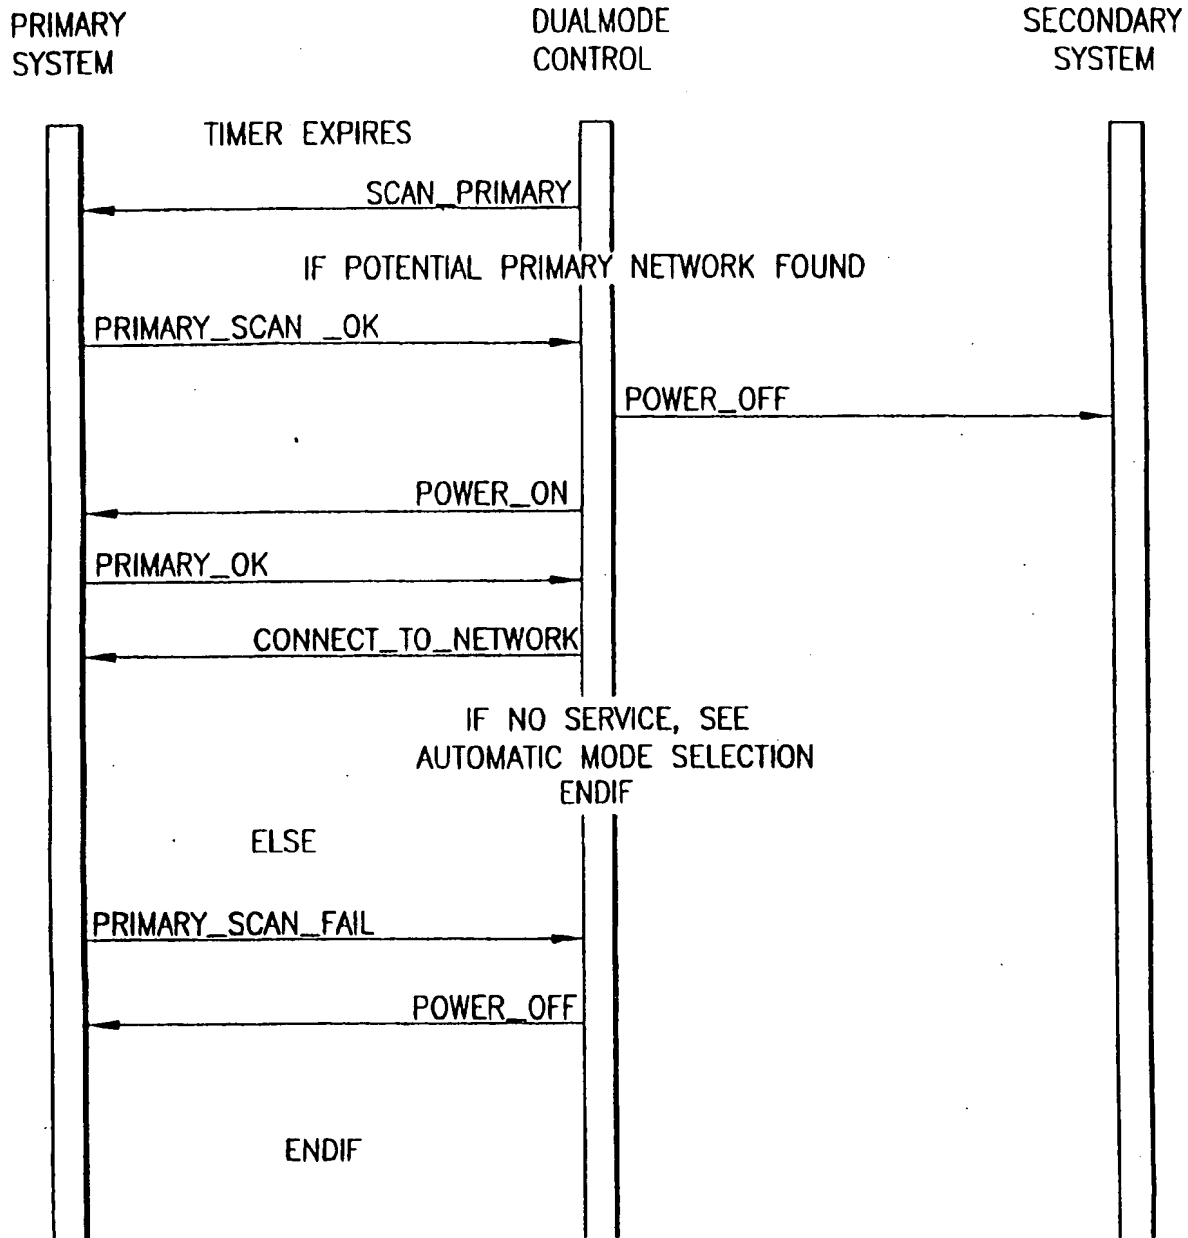 PRIMARY
SYSTEM
DUALMODE
CONTROL
SECONDARY
SYSTEM
TIMER EXPIRES
SCAN_PRIMARY
IF POTENTIAL PRIMARY NETWORK FOUND
PRIMARY_SCAN _OK
POWER_OFF
POWER_ON
PRIMARY_OK
CONNECT_TO_NETWORK
IF NO SERVICE, SEE
AUTOMATIC MODE SELECTION
ENDIF
ELSE
PRIMARY_SCAN_FAIL
POWER_OFF
ENDIF